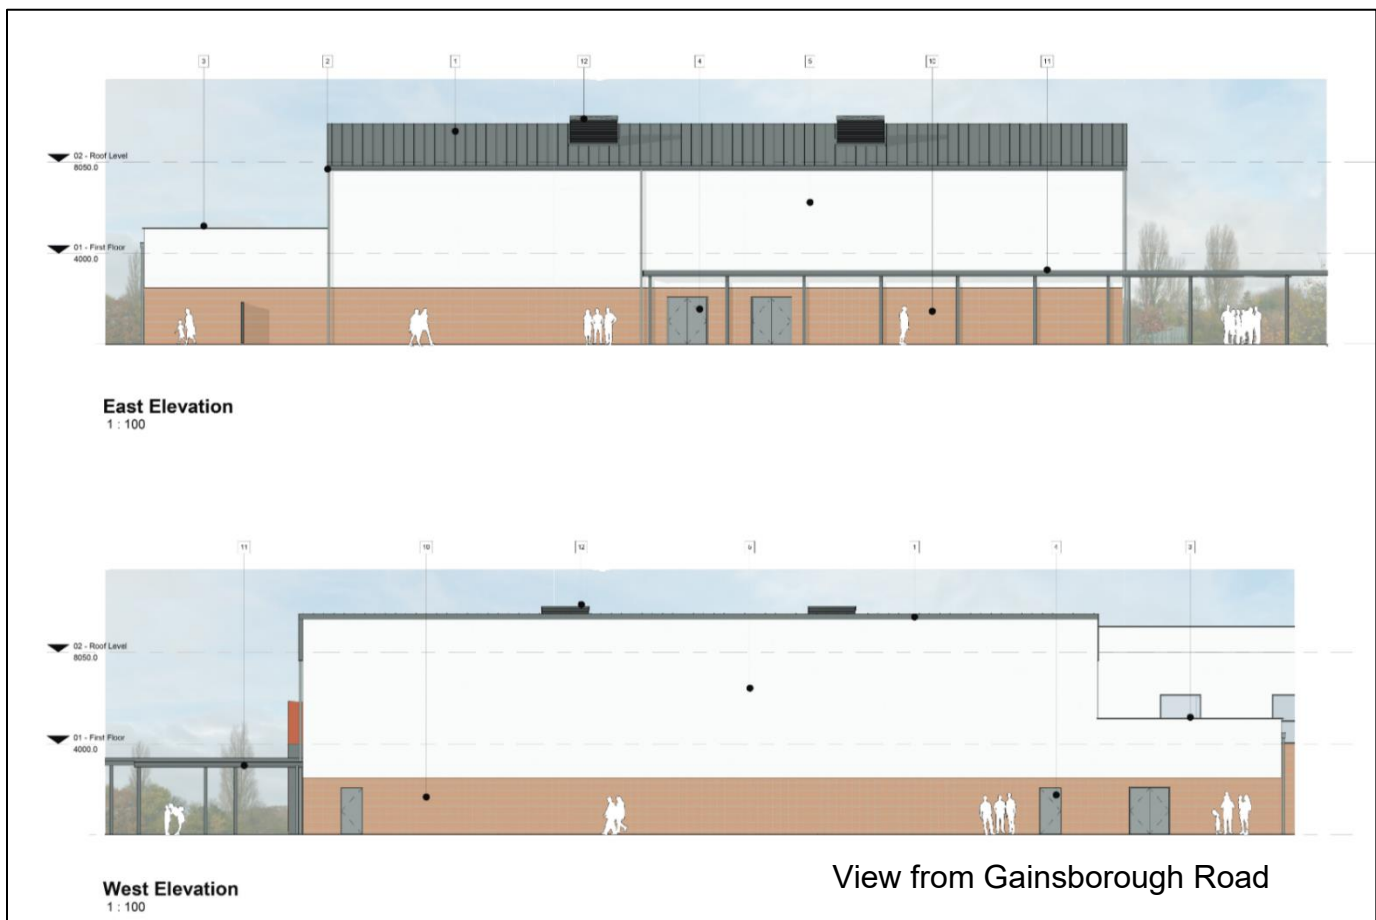 3 2 1 12 4 5 10 11
02 - Roof Level
8050.0
01 - First Floor
4000.0
East Elevation
1 : 100
11 10 12 5 1 4 3
02 - Roof Level
8050.0
01 - First Floor
4000.0
View from Gainsborough Road
West Elevation
1 : 100